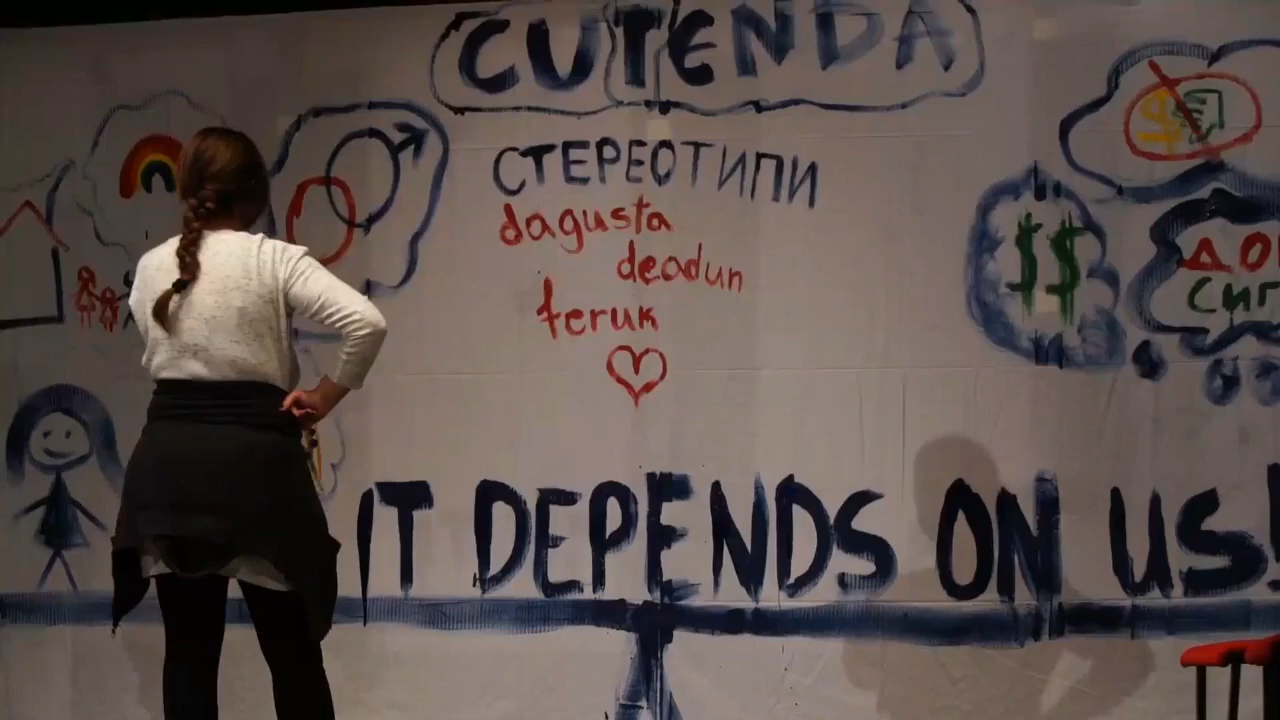 CUTENDA
СТЕРЕОТИПИ
dagusta
deadun
teruk
$€
$$
IT DEPENDS ON US!